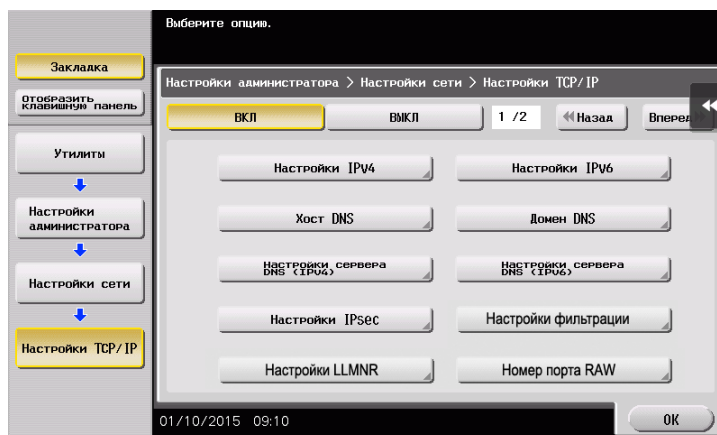 Выберите опцию.
Закладка
Отобразить
клавишную панель
Утилиты
Настройки
администратора
Настройки сети
Настройки TCP/IP
Настройки администратора > Настройки сети > Настройки TCP/IP
ВКЛ
ВЫКЛ
1 /2
Назад
Вперед
Настройки IPv4
Настройки IPv6
Хост DNS
Домен DNS
Настройки сервера
DNS (IPv4)
Настройки сервера
DNS (IPv6)
Настройки IPsec
Настройки фильтрации
Настройки LLMNR
Номер порта RAW
01/10/2015 09:10
OK